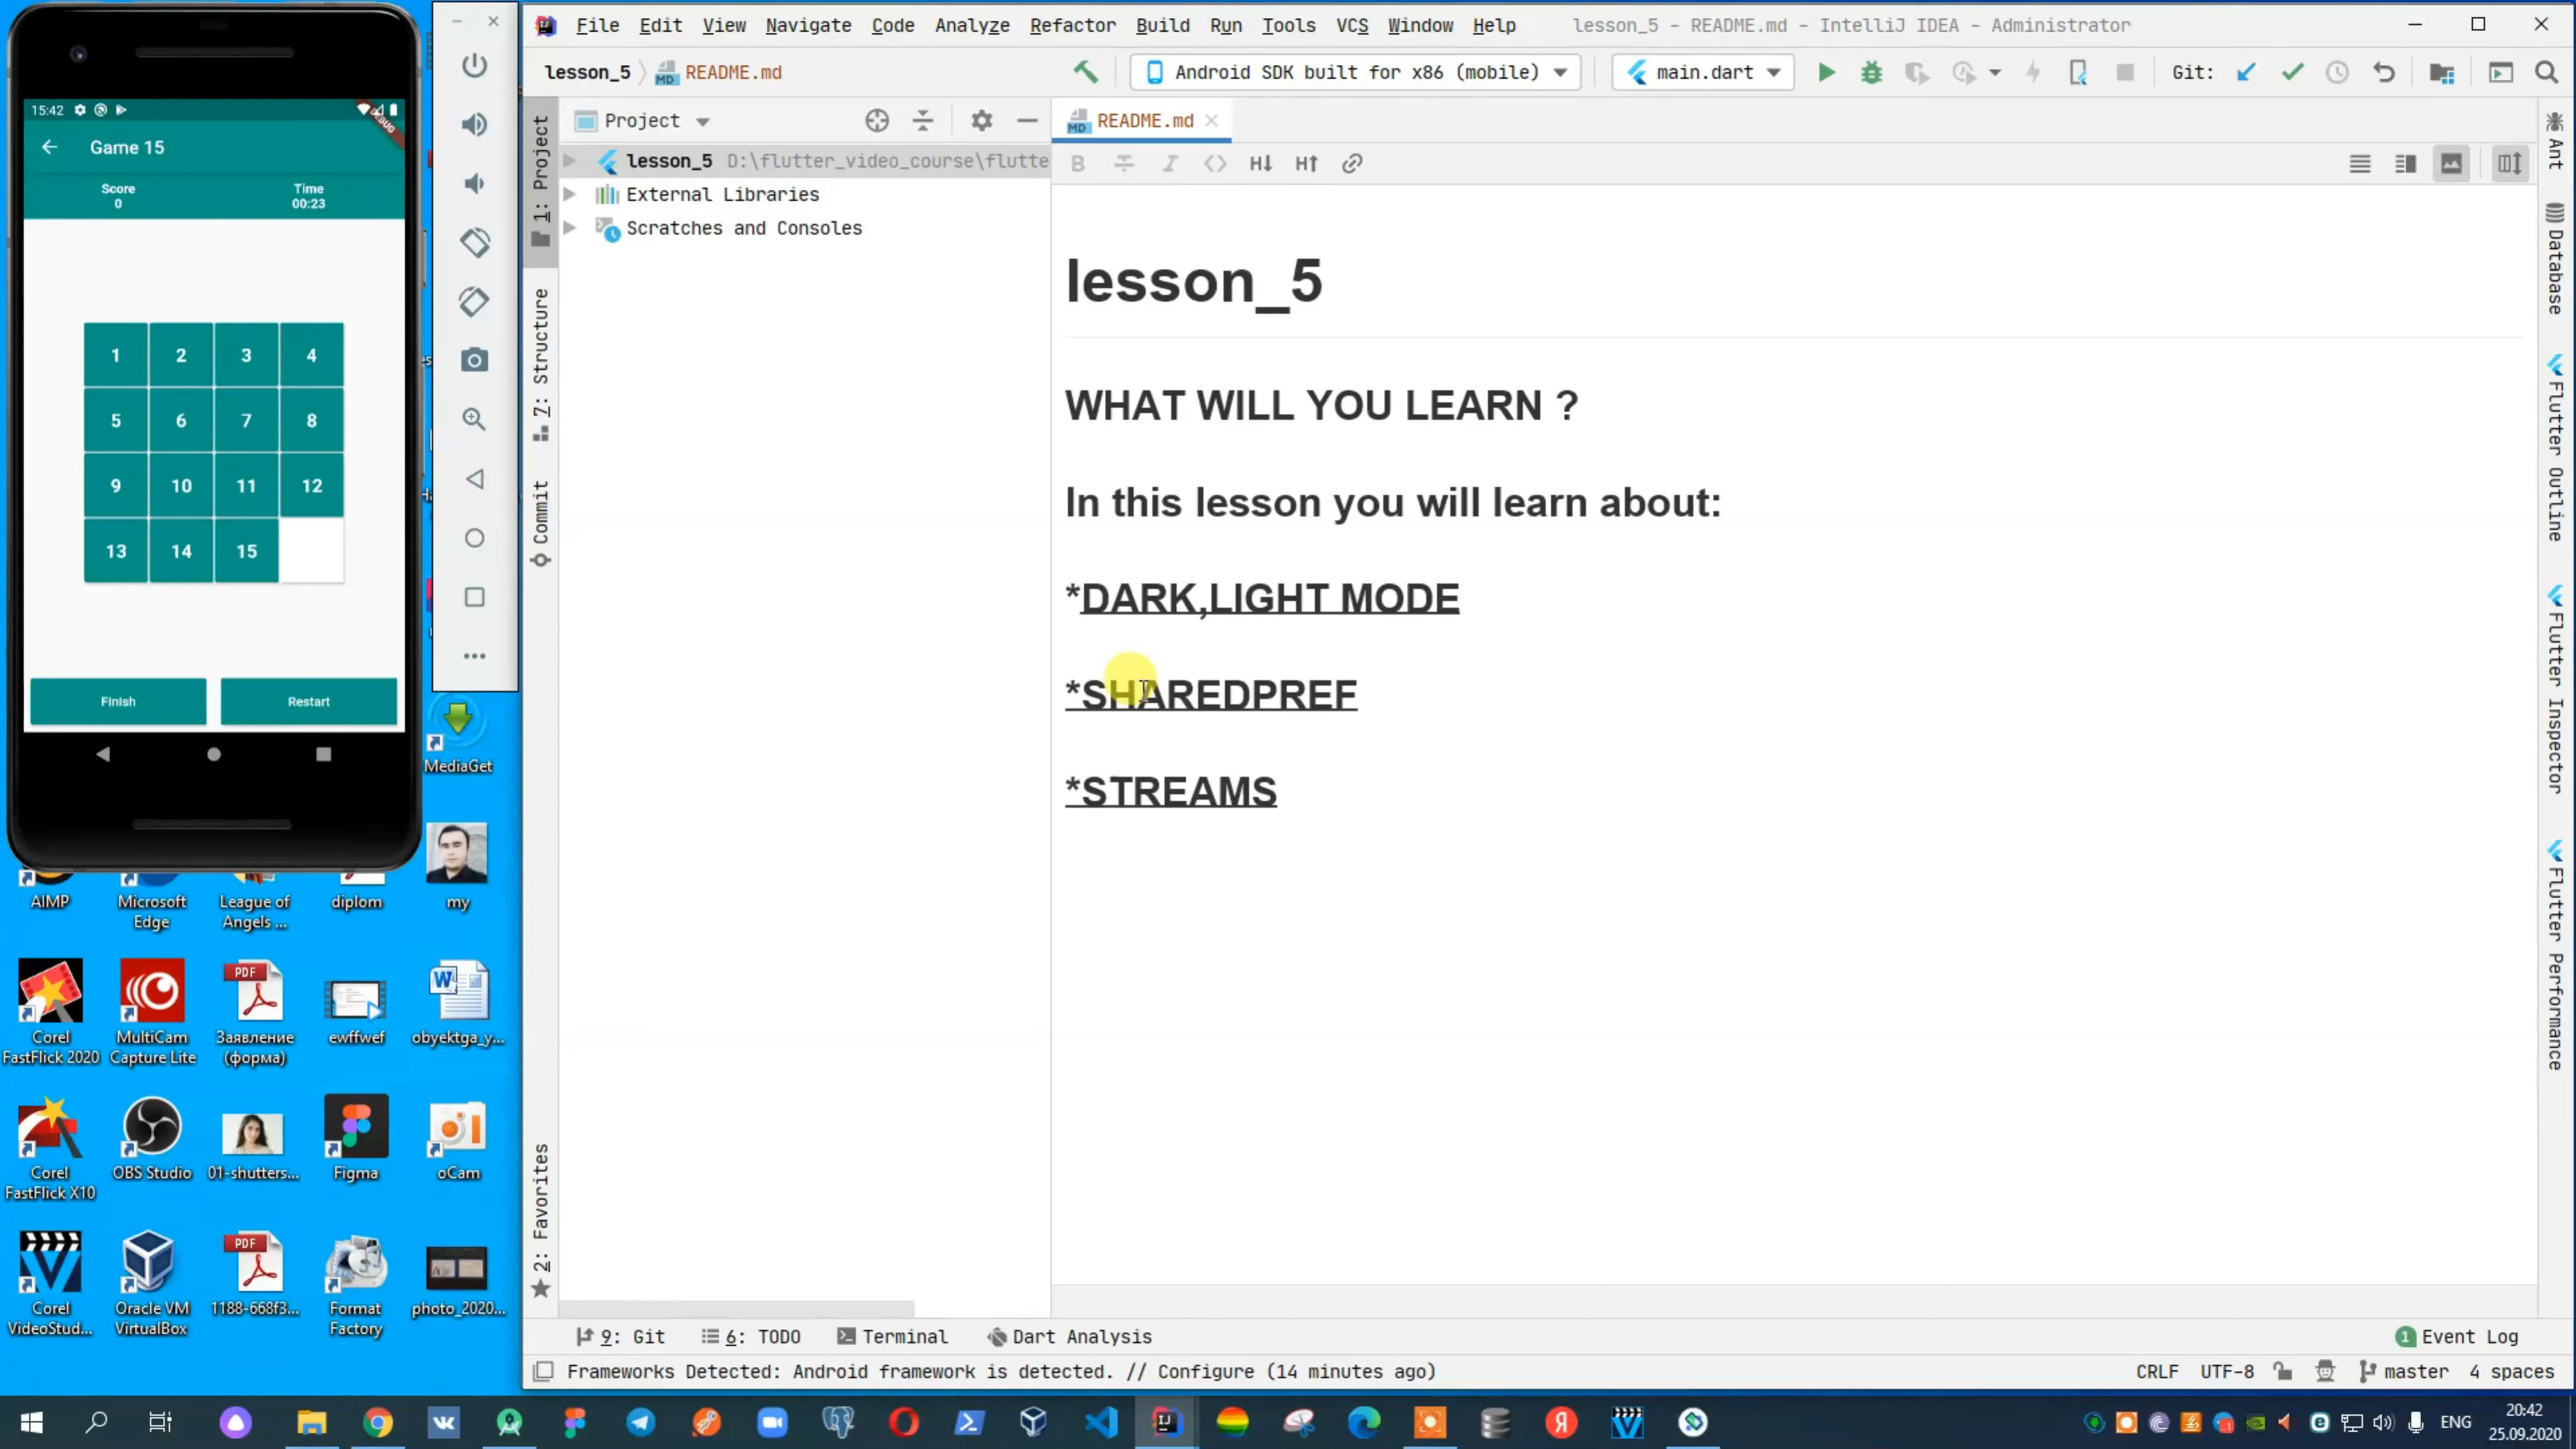 File Edit View Navigate Code Analyze Refactor Build Run Tools VCS Window Help lesson_5 - README.md - IntelliJ IDEA - Administrator
lesson_5 README.md Android SDK built for x86 (mobile) main.dart Git:
Project README.md
lesson_5 D:\flutter_video_course\flutte
External Libraries
Scratches and Consoles
1: Project
7: Structure
Commit
2: Favorites
lesson_5
WHAT WILL YOU LEARN ?
In this lesson you will learn about:
*DARK,LIGHT MODE
*SHAREDPREF
*STREAMS
Ant
Database
Flutter Outline
Flutter Inspector
Flutter Performance
9: Git 6: TODO Terminal Dart Analysis 1 Event Log
Frameworks Detected: Android framework is detected. // Configure (14 minutes ago) CRLF UTF-8 master 4 spaces
15:42
DEBUG
Game 15
Score Time
0 00:23
1 2 3 4
5 6 7 8
9 10 11 12
13 14 15
Finish Restart
MediaGet
AIMP
Microsoft
Edge
League of
Angels ...
diplom
my
Corel
FastFlick 2020
MultiCam
Capture Lite
PDF
Заявление
(форма)
ewffwef
obyektga_y...
Corel
FastFlick X10
OBS Studio
01-shutters...
Figma
oCam
Corel
VideoStud...
Oracle VM
VirtualBox
PDF
1188-668f3...
Format
Factory
photo_2020...
ENG
20:42
25.09.2020